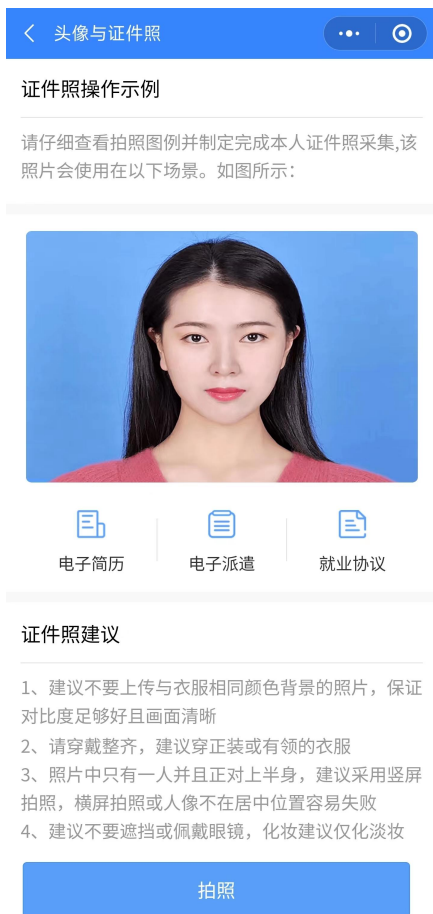 头像与证件照
证件照操作示例
请仔细查看拍照图例并制定完成本人证件照采集,该
照片会使用在以下场景。如图所示：
电子简历
电子派遣
就业协议
证件照建议
1、建议不要上传与衣服相同颜色背景的照片，保证
对比度足够好且画面清晰
2、请穿戴整齐，建议穿正装或有领的衣服
3、照片中只有一人并且正对上半身，建议采用竖屏
拍照，横屏拍照或人像不在居中位置容易失败
4、建议不要遮挡或佩戴眼镜，化妆建议仅化淡妆
拍照